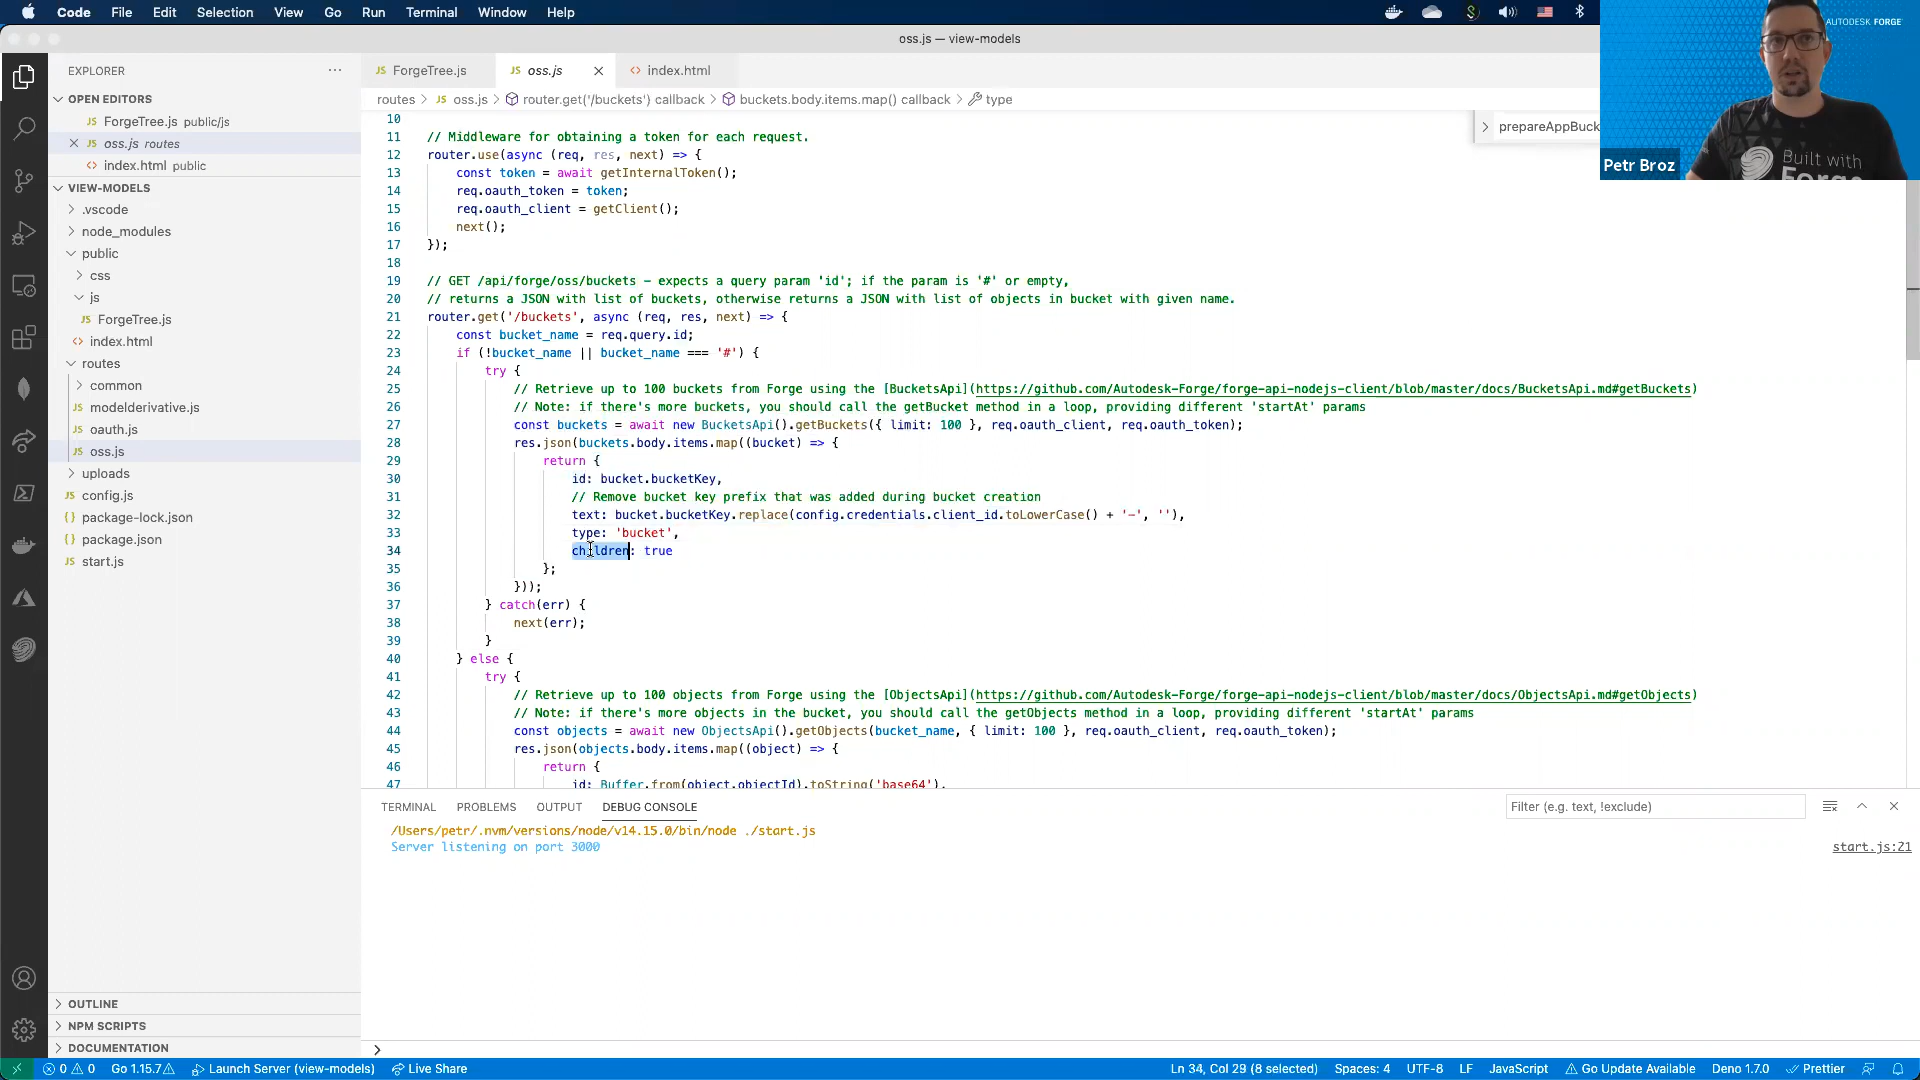 Code File Edit Selection View Go Run Terminal Window Help
oss.js — view-models
AUTODESK FORGE
Built with
Petr Broz
EXPLORER
OPEN EDITORS
ForgeTree.js public/js
oss.js routes
index.html public
VIEW-MODELS
.vscode
node_modules
public
css
js
ForgeTree.js
index.html
routes
common
modelderivative.js
oauth.js
oss.js
uploads
config.js
package-lock.json
package.json
start.js
OUTLINE
NPM SCRIPTS
DOCUMENTATION
ForgeTree.js oss.js index.html
routes > oss.js > router.get('/buckets') callback > buckets.body.items.map() callback > type
prepareAppBuck
10
11 // Middleware for obtaining a token for each request.
12 router.use(async (req, res, next) => {
13 const token = await getInternalToken();
14 req.oauth_token = token;
15 req.oauth_client = getClient();
16 next();
17 });
18
19 // GET /api/forge/oss/buckets - expects a query param 'id'; if the param is '#' or empty,
20 // returns a JSON with list of buckets, otherwise returns a JSON with list of objects in bucket with given name.
21 router.get('/buckets', async (req, res, next) => {
22 const bucket_name = req.query.id;
23 if (!bucket_name || bucket_name === '#') {
24 try {
25 // Retrieve up to 100 buckets from Forge using the [BucketsApi](https://github.com/Autodesk-Forge/forge-api-nodejs-client/blob/master/docs/BucketsApi.md#getBuckets)
26 // Note: if there's more buckets, you should call the getBucket method in a loop, providing different 'startAt' params
27 const buckets = await new BucketsApi().getBuckets({ limit: 100 }, req.oauth_client, req.oauth_token);
28 res.json(buckets.body.items.map((bucket) => {
29 return {
30 id: bucket.bucketKey,
31 // Remove bucket key prefix that was added during bucket creation
32 text: bucket.bucketKey.replace(config.credentials.client_id.toLowerCase() + '-', ''),
33 type: 'bucket',
34 children: true
35 };
36 }));
37 } catch(err) {
38 next(err);
39 }
40 } else {
41 try {
42 // Retrieve up to 100 objects from Forge using the [ObjectsApi](https://github.com/Autodesk-Forge/forge-api-nodejs-client/blob/master/docs/ObjectsApi.md#getObjects)
43 // Note: if there's more objects in the bucket, you should call the getObjects method in a loop, providing different 'startAt' params
44 const objects = await new ObjectsApi().getObjects(bucket_name, { limit: 100 }, req.oauth_client, req.oauth_token);
45 res.json(objects.body.items.map((object) => {
46 return {
47 id: Buffer.from(object.objectId).toString('base64'),
TERMINAL PROBLEMS OUTPUT DEBUG CONSOLE Filter (e.g. text, !exclude)
/Users/petr/.nvm/versions/node/v14.15.0/bin/node ./start.js
Server listening on port 3000 start.js:21
0 0 Go 1.15.7 Launch Server (view-models) Live Share Ln 34, Col 29 (8 selected) Spaces: 4 UTF-8 LF JavaScript Go Update Available Deno 1.7.0 Prettier